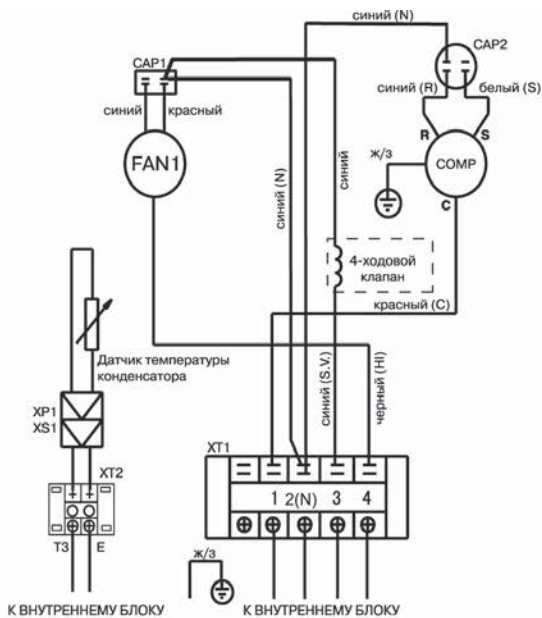 синий (N)
CAP1
CAP2
синий (R)
белый (S)
синий
красный
R
S
FAN1
ж/з
COMP
синий (N)
синий
C
4-ходовой
клапан
красный (C)
Датчик температуры
конденсатора
синий (S.V.)
черный (HI)
XP1
XS1
XT1
XT2
1
2(N)
3
4
T3
E
ж/з
К ВНУТРЕННЕМУ БЛОКУ
К ВНУТРЕННЕМУ БЛОКУ